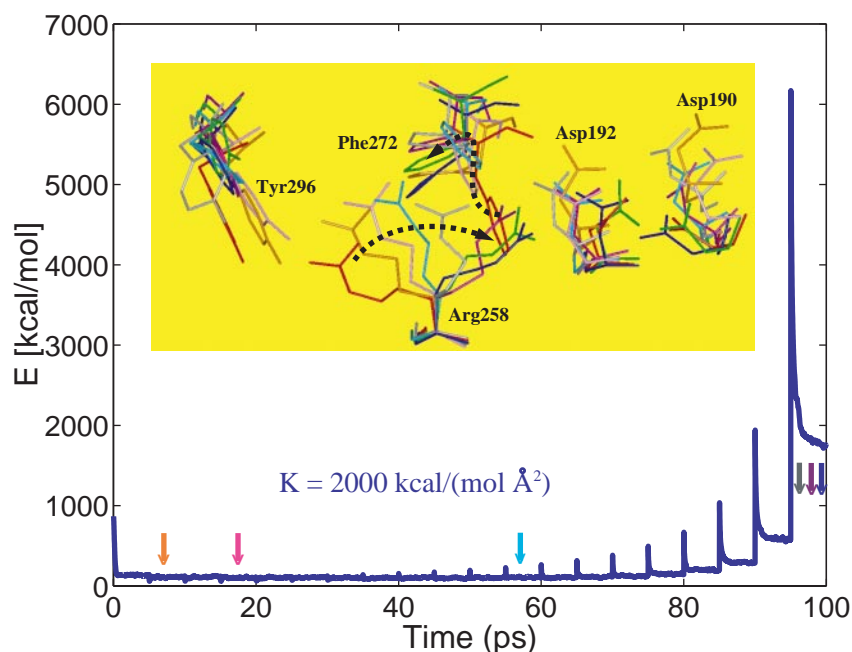 7000
6000
5000
4000
3000
2000
1000
0
E [kcal/mol]
Asp190
Asp192
Phe272
Tyr296
Arg258
K = 2000 kcal/(mol Å²)
0 20 40 60 80 100
Time (ps)